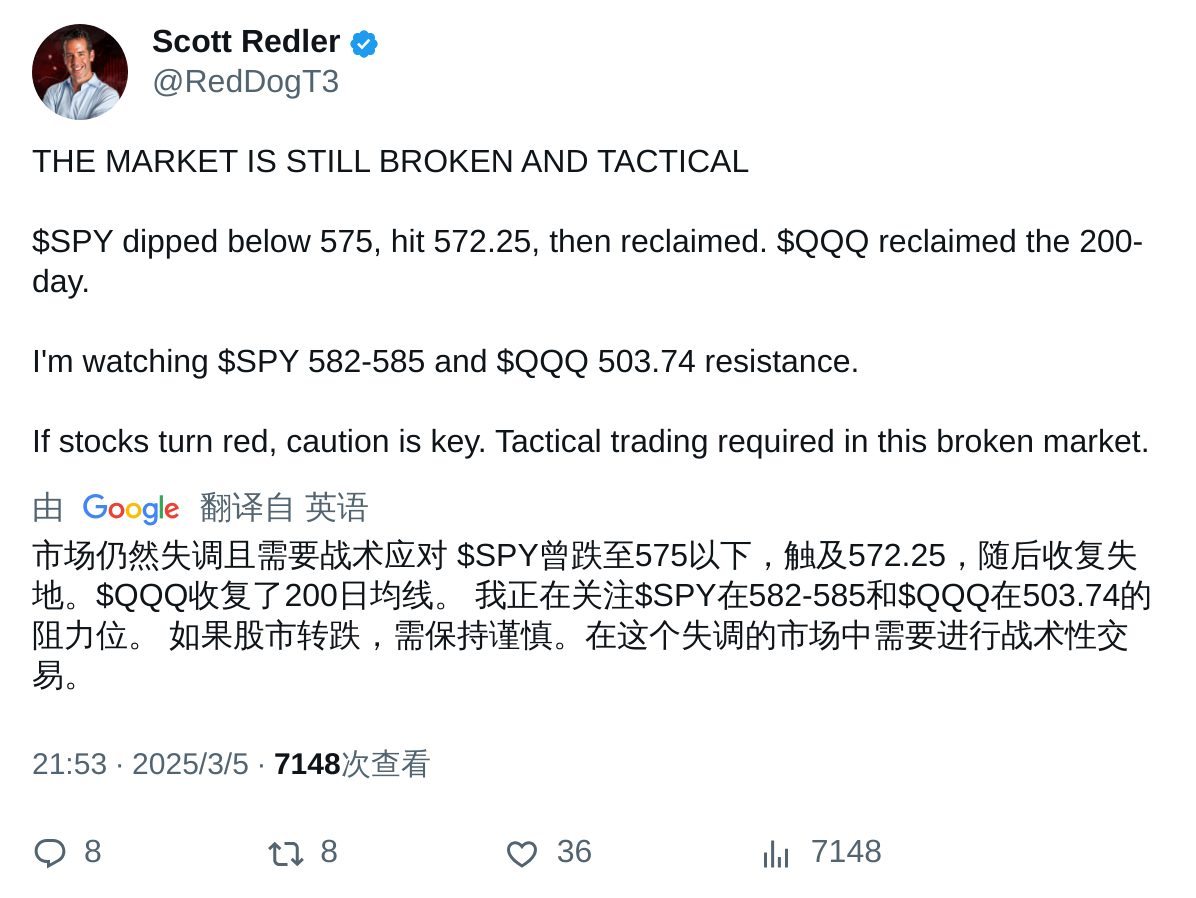 Scott Redler
@RedDogT3
THE MARKET IS STILL BROKEN AND TACTICAL
$SPY dipped below 575, hit 572.25, then reclaimed. $QQQ reclaimed the 200-
day.
I'm watching $SPY 582-585 and $QQQ 503.74 resistance.
If stocks turn red, caution is key. Tactical trading required in this broken market.
由 Google 翻译自 英语
市场仍然失调且需要战术应对 $SPY曾跌至575以下，触及572.25，随后收复失
地。$QQQ收复了200日均线。 我正在关注$SPY在582-585和$QQQ在503.74的
阻力位。 如果股市转跌，需保持谨慎。在这个失调的市场中需要进行战术性交
易。
21:53 · 2025/3/5 · 7148次查看
8 8 36 7148